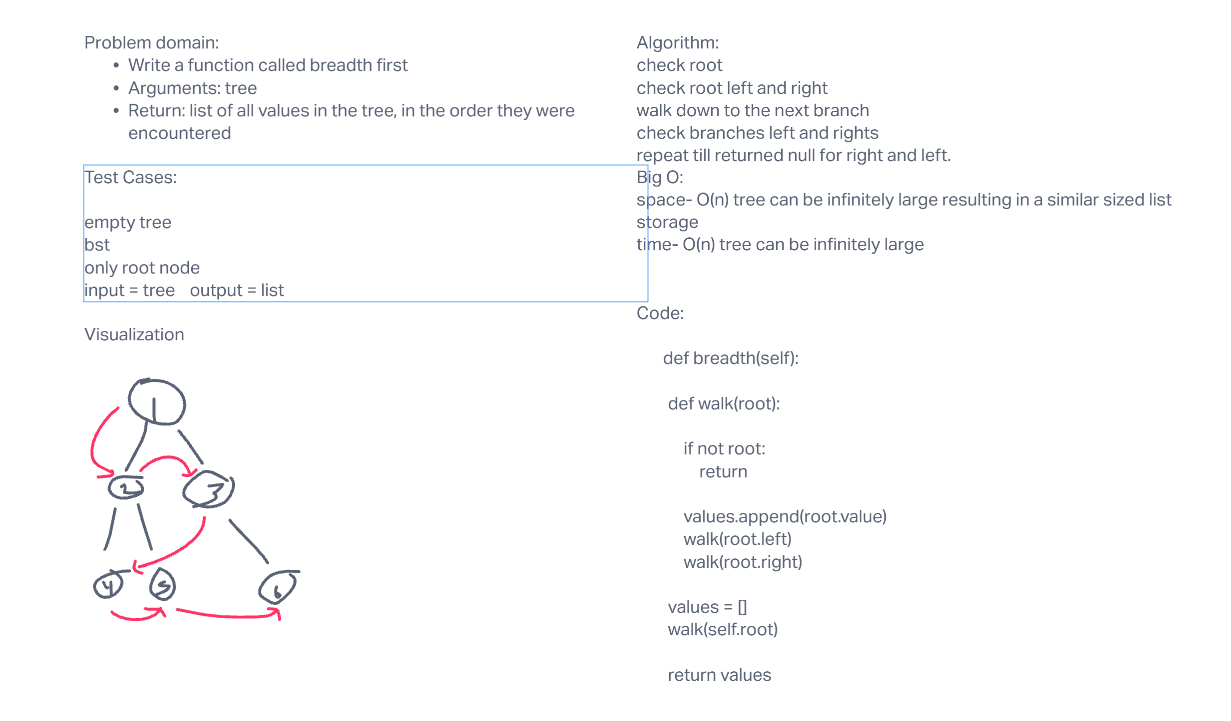 Problem domain:
• Write a function called breadth first
• Arguments: tree
• Return: list of all values in the tree, in the order they were
encountered
Test Cases:
empty tree
bst
only root node
input = tree output = list
Visualization
1
2 3
4 5 6
Algorithm:
check root
check root left and right
walk down to the next branch
check branches left and rights
repeat till returned null for right and left.
Big O:
space- O(n) tree can be infinitely large resulting in a similar sized list
storage
time- O(n) tree can be infinitely large
Code:
def breadth(self):
def walk(root):
if not root:
return
values.append(root.value)
walk(root.left)
walk(root.right)
values = []
walk(self.root)
return values